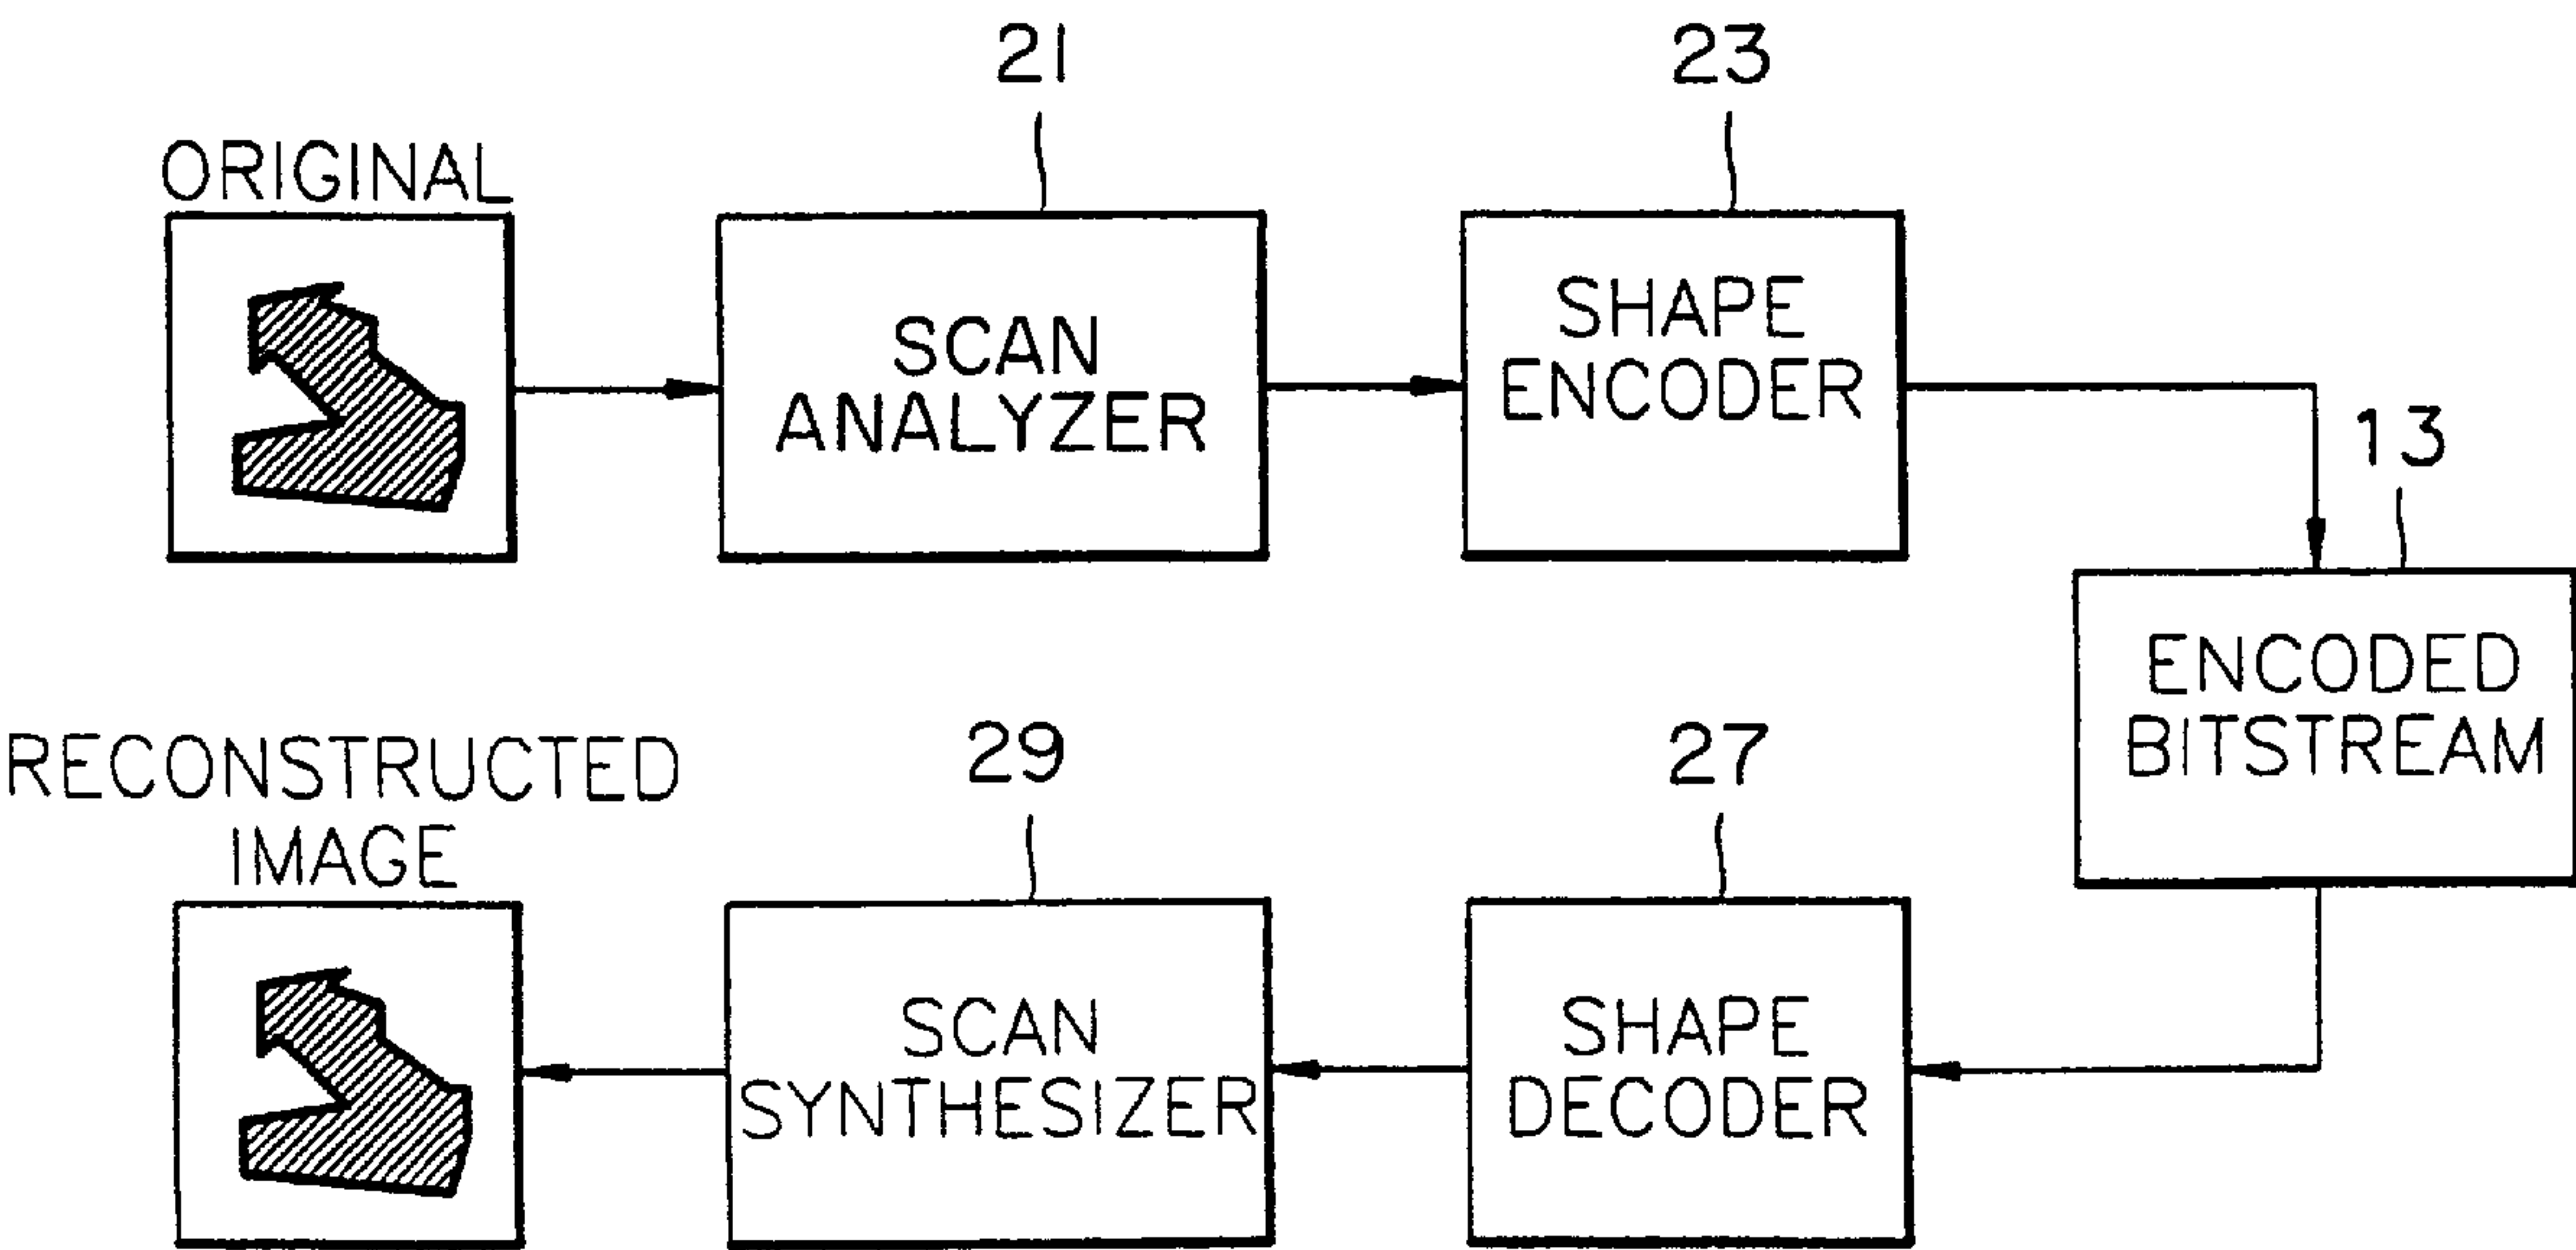 21
23
ORIGINAL
SCAN
ANALYZER
SHAPE
ENCODER
13
ENCODED
BITSTREAM
RECONSTRUCTED
IMAGE
29
27
SCAN
SYNTHESIZER
SHAPE
DECODER